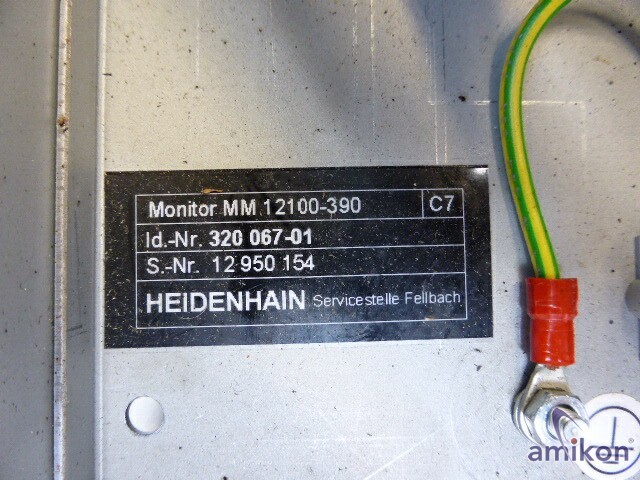 Monitor MM 12100-390 C7
Id.-Nr. 320 067-01
S.-Nr. 12 950 154
HEIDENHAIN Servicestelle Fellbach
amikon